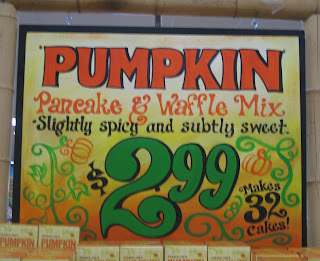 PUMPKIN
Pancake & Waffle Mix.
Slightly spicy and subtly sweet.
$2.99
Makes
32
Cakes!
PUMPKIN
PUMPKIN